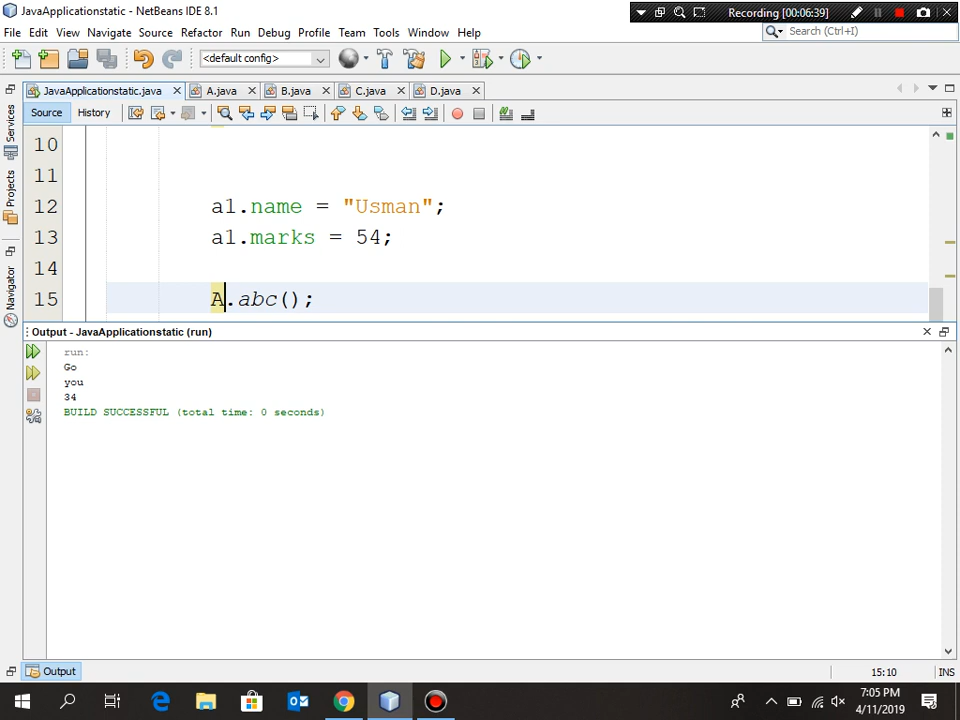 JavaApplicationstatic - NetBeans IDE 8.1
Recording [00:06:39]
File Edit View Navigate Source Refactor Run Debug Profile Team Tools Window Help
Search (Ctrl+I)
<default config>
JavaApplicationstatic.java A.java B.java C.java D.java
Source History
Services
Projects
Navigator
10
11
12 a1.name = "Usman";
13 a1.marks = 54;
14
15 A.abc();
Output - JavaApplicationstatic (run)
run:
Go
you
34
BUILD SUCCESSFUL (total time: 0 seconds)
Output
15:10 INS
7:05 PM
4/11/2019